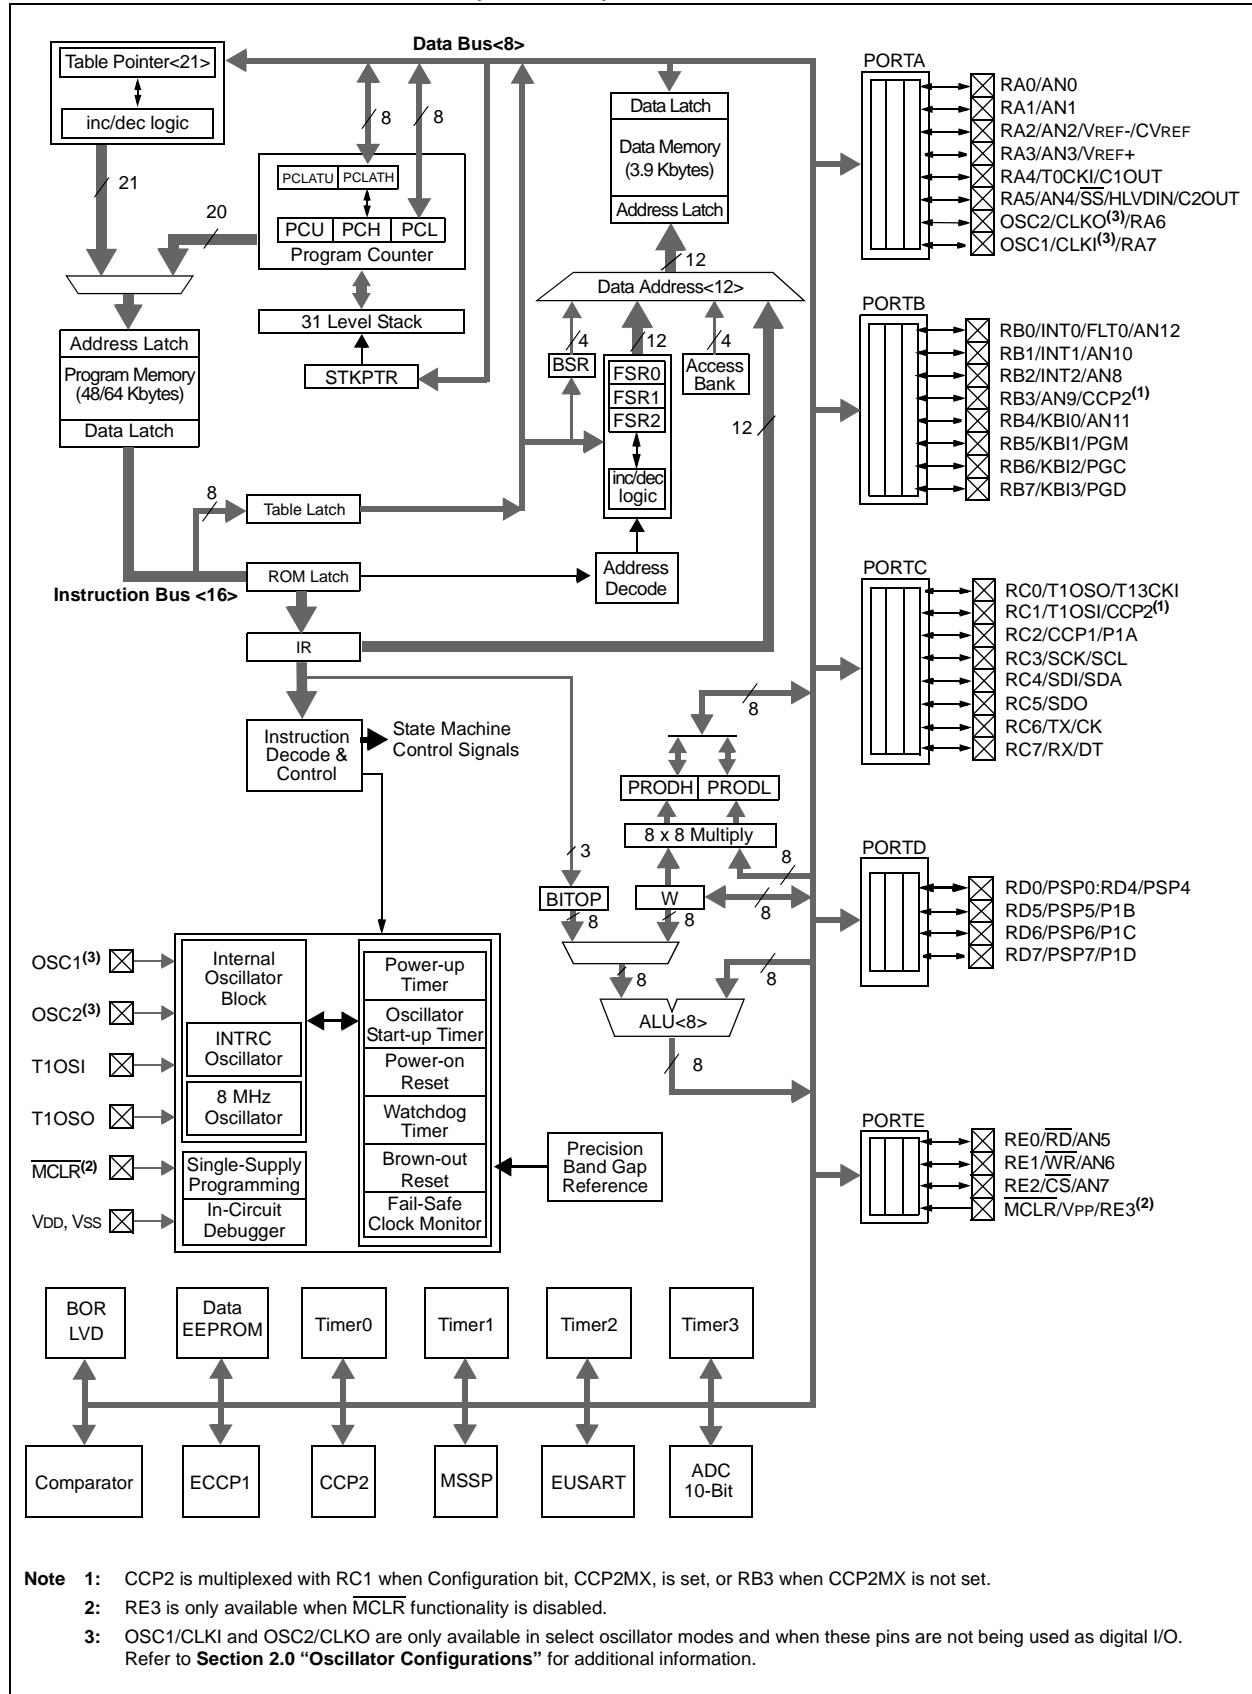 Data Bus<8>
Table Pointer<21>
inc/dec logic
21
20
8
8
PCLATU PCLATH
PCU PCH PCL
Program Counter
31 Level Stack
STKPTR
Address Latch
Program Memory
(48/64 Kbytes)
Data Latch
8
Table Latch
ROM Latch
Instruction Bus <16>
IR
Data Latch
Data Memory
(3.9 Kbytes)
Address Latch
12
Data Address<12>
4
12
4
BSR
FSR0
FSR1
FSR2
inc/dec
logic
Access
Bank
12
Address
Decode
Instruction
Decode &
Control
State Machine
Control Signals
8
PRODH PRODL
8 x 8 Multiply
3
8
BITOP
W
8
8
8
8
8
ALU<8>
8
OSC1(3)
OSC2(3)
T1OSI
T1OSO
MCLR(2)
VDD, VSS
Internal
Oscillator
Block
INTRC
Oscillator
8 MHz
Oscillator
Single-Supply
Programming
In-Circuit
Debugger
Power-up
Timer
Oscillator
Start-up Timer
Power-on
Reset
Watchdog
Timer
Brown-out
Reset
Fail-Safe
Clock Monitor
Precision
Band Gap
Reference
PORTA
RA0/AN0
RA1/AN1
RA2/AN2/VREF-/CVREF
RA3/AN3/VREF+
RA4/T0CKI/C1OUT
RA5/AN4/SS/HLVDIN/C2OUT
OSC2/CLKO(3)/RA6
OSC1/CLKI(3)/RA7
PORTB
RB0/INT0/FLT0/AN12
RB1/INT1/AN10
RB2/INT2/AN8
RB3/AN9/CCP2(1)
RB4/KBI0/AN11
RB5/KBI1/PGM
RB6/KBI2/PGC
RB7/KBI3/PGD
PORTC
RC0/T1OSO/T13CKI
RC1/T1OSI/CCP2(1)
RC2/CCP1/P1A
RC3/SCK/SCL
RC4/SDI/SDA
RC5/SDO
RC6/TX/CK
RC7/RX/DT
PORTD
RD0/PSP0:RD4/PSP4
RD5/PSP5/P1B
RD6/PSP6/P1C
RD7/PSP7/P1D
PORTE
RE0/RD/AN5
RE1/WR/AN6
RE2/CS/AN7
MCLR/VPP/RE3(2)
BOR
LVD
Data
EEPROM
Timer0
Timer1
Timer2
Timer3
Comparator
ECCP1
CCP2
MSSP
EUSART
ADC
10-Bit
Note 1: CCP2 is multiplexed with RC1 when Configuration bit, CCP2MX, is set, or RB3 when CCP2MX is not set.
2: RE3 is only available when MCLR functionality is disabled.
3: OSC1/CLKI and OSC2/CLKO are only available in select oscillator modes and when these pins are not being used as digital I/O.
Refer to Section 2.0 “Oscillator Configurations” for additional information.